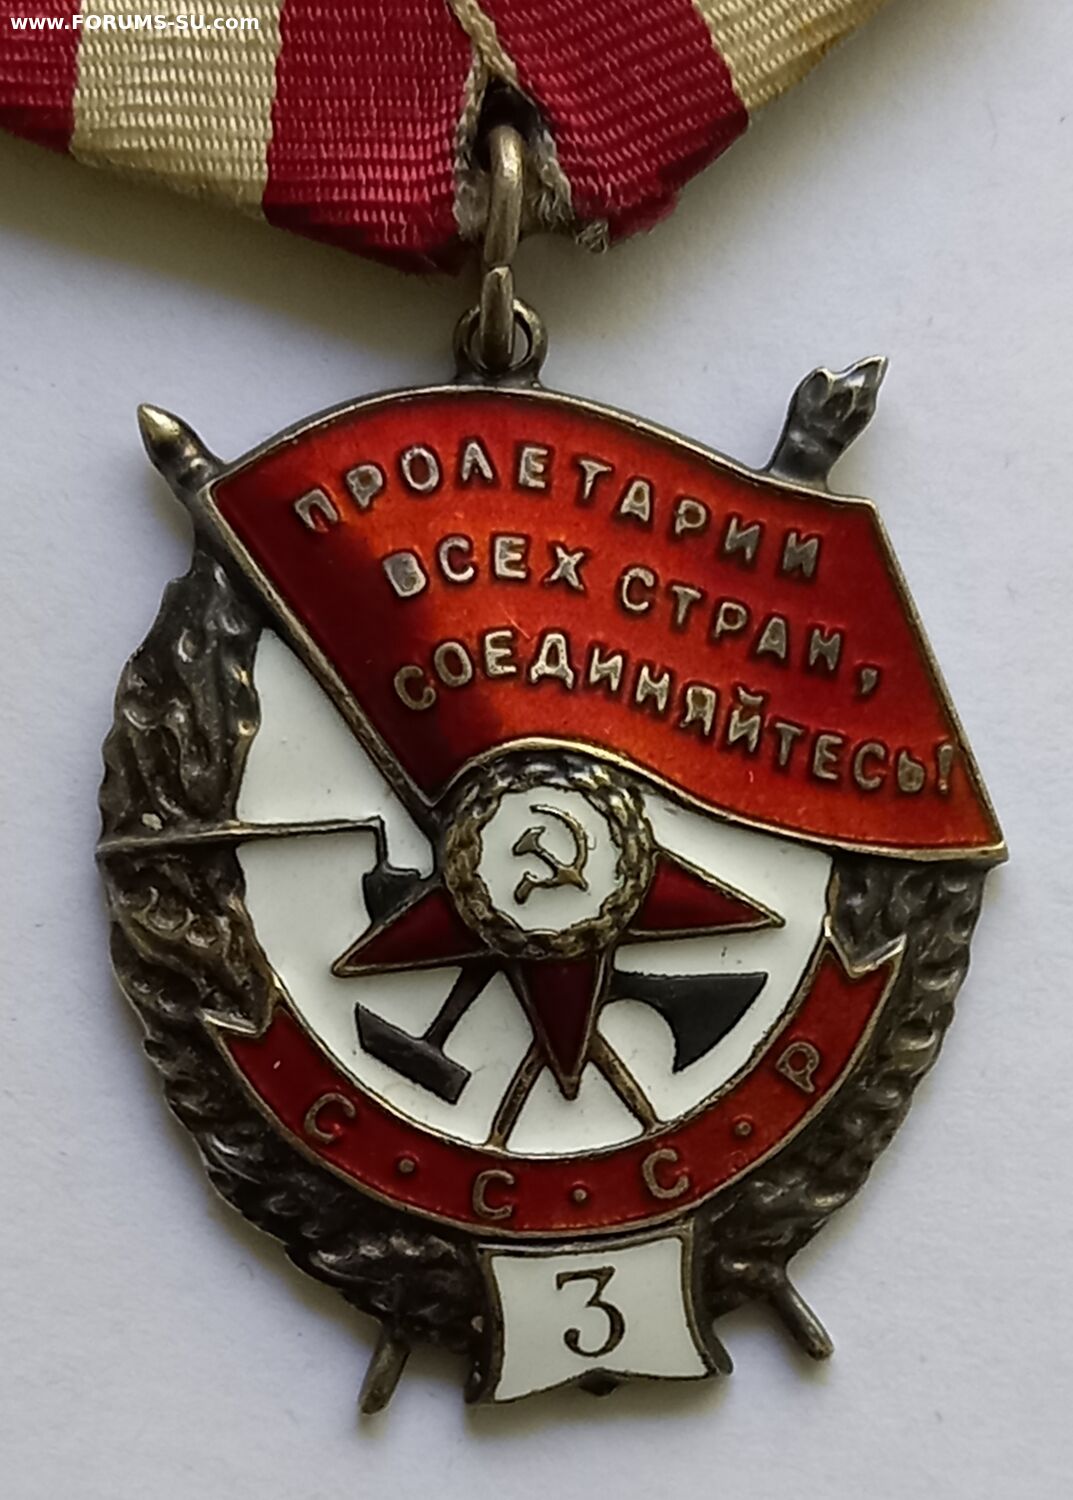 www.FORUMS-SU.com
ПРОЛЕТАРИИ
ВСЕХ СТРАН,
СОЕДИНЯЙТЕСЬ!
С·С·С·Р
3